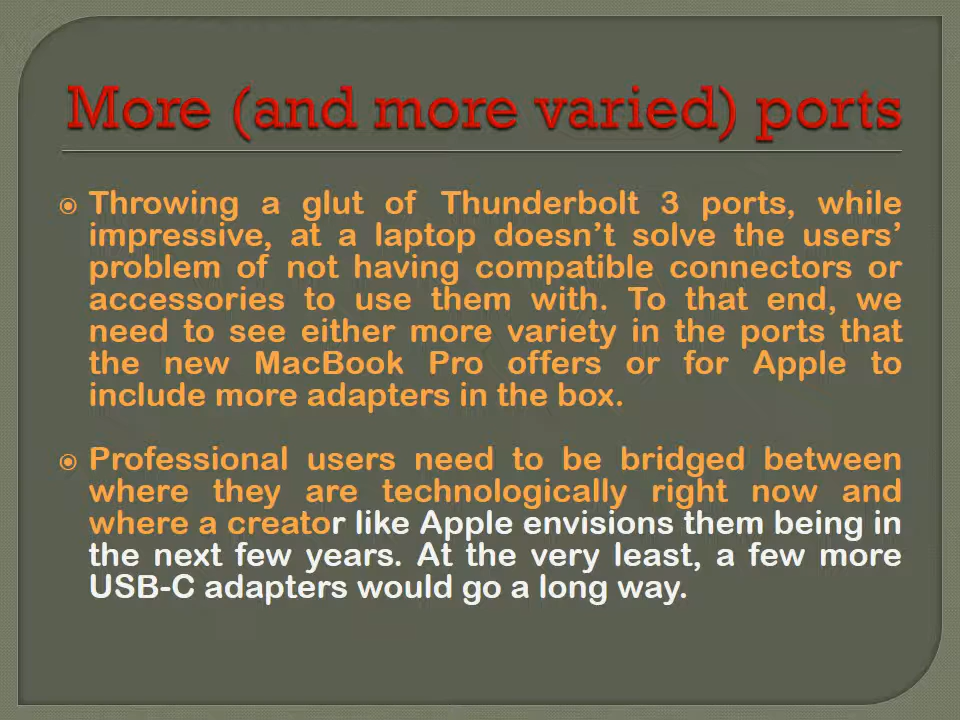 More (and more varied) ports
Throwing a glut of Thunderbolt 3 ports, while
impressive, at a laptop doesn’t solve the users’
problem of not having compatible connectors or
accessories to use them with. To that end, we
need to see either more variety in the ports that
the new MacBook Pro offers or for Apple to
include more adapters in the box.
Professional users need to be bridged between
where they are technologically right now and
where a creator like Apple envisions them being in
the next few years. At the very least, a few more
USB-C adapters would go a long way.